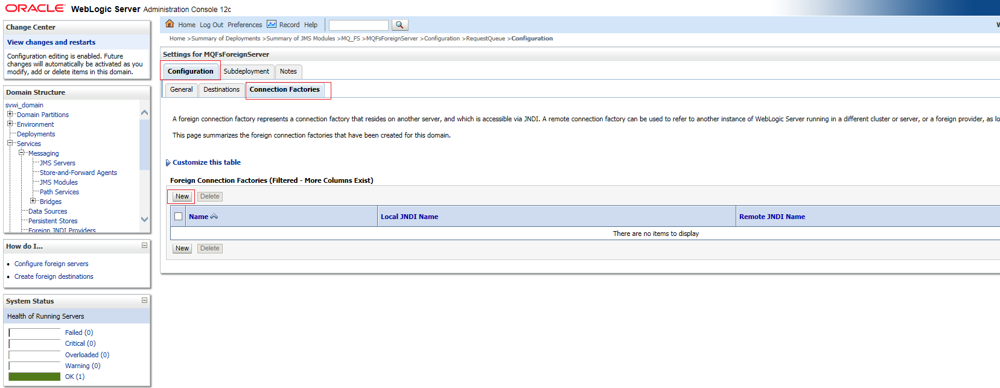 ORACLE WebLogic Server Administration Console 12c
Change Center
View changes and restarts
Configuration editing is enabled. Future
changes will automatically be activated as you
modify, add or delete items in this domain.
Domain Structure
svwi_domain
Domain Partitions
Environment
Deployments
Services
Messaging
JMS Servers
Store-and-Forward Agents
JMS Modules
Path Services
Bridges
Data Sources
Persistent Stores
Foreign JNDI Providers
How do I...
Configure foreign servers
Create foreign destinations
System Status
Health of Running Servers
Failed (0)
Critical (0)
Overloaded (0)
Warning (0)
OK (1)
Home Log Out Preferences Record Help
Home >Summary of Deployments >Summary of JMS Modules >MQ_FS >MQFsForeignServer >Configuration >RequestQueue >Configuration
Settings for MQFsForeignServer
Configuration Subdeployment Notes
General Destinations Connection Factories
A foreign connection factory represents a connection factory that resides on another server, and which is accessible via JNDI. A remote connection factory can be used to refer to another instance of WebLogic Server running in a different cluster or server, or a foreign provider, as lo
This page summarizes the foreign connection factories that have been created for this domain.
Customize this table
Foreign Connection Factories (Filtered - More Columns Exist)
New Delete
Name Local JNDI Name Remote JNDI Name
There are no items to display
New Delete